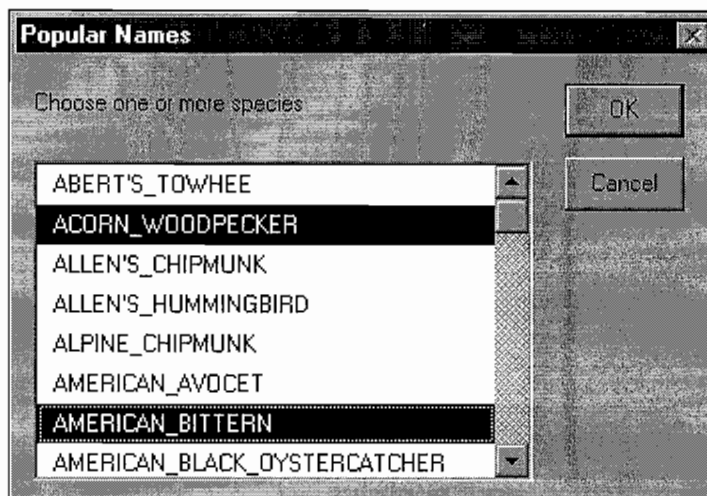 Popular Names
Choose one or more species
OK
Cancel
ABERT'S_TOWHEE
ACORN_WOODPECKER
ALLEN'S_CHIPMUNK
ALLEN'S_HUMMINGBIRD
ALPINE_CHIPMUNK
AMERICAN_AVOCET
AMERICAN_BITTERN
AMERICAN_BLACK_OYSTERCATCHER